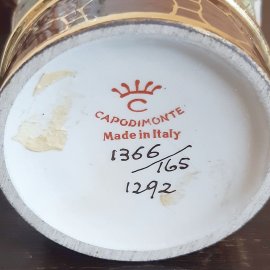 C
CAPODIMONTE
Made in Italy
1366
/165
1292